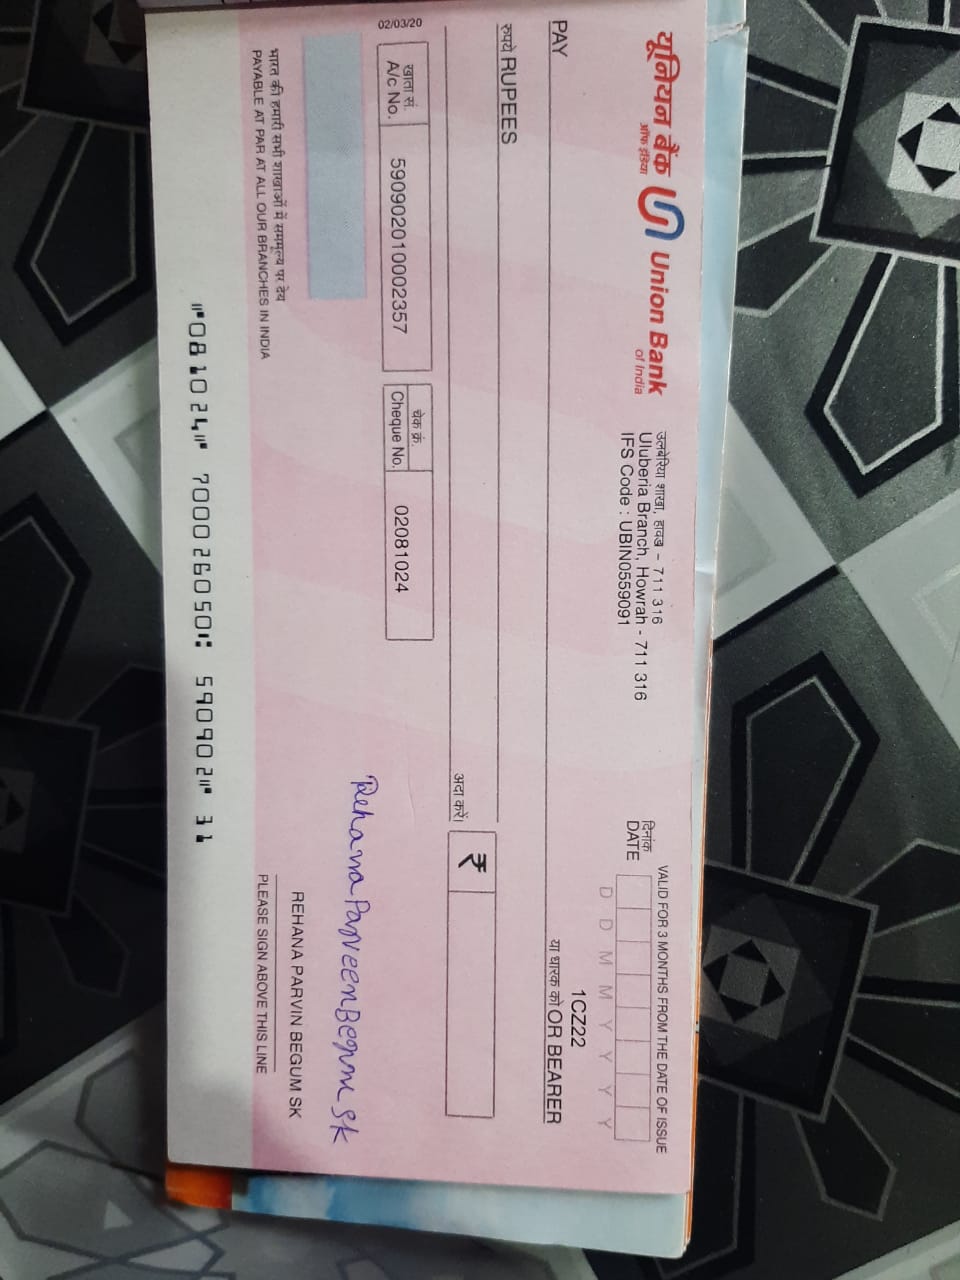 यूनियन बैंक
ऑफ इंडिया
Union Bank
of India
उलबेरिया शाखा, हावड़ा - 711 316
Uluberia Branch, Howrah - 711 316
IFS Code : UBIN0559091
VALID FOR 3 MONTHS FROM THE DATE OF ISSUE
दिनांक
DATE
D D M M Y Y Y Y
1CZ22
PAY
या धारक को OR BEARER
रुपये RUPEES
अदा करें।
₹
02/03/20
खाता सं.
A/c No.
590902010002357
चेक क्रं.
Cheque No.
02081024
Rehana Parveen Begum Sk
REHANA PARVIN BEGUM SK
भारत की हमारी सभी शाखाओं में सममूल्य पर देय
PAYABLE AT PAR AT ALL OUR BRANCHES IN INDIA
PLEASE SIGN ABOVE THIS LINE
⑈081024⑈ 700026050⑆ 590902⑈ 31